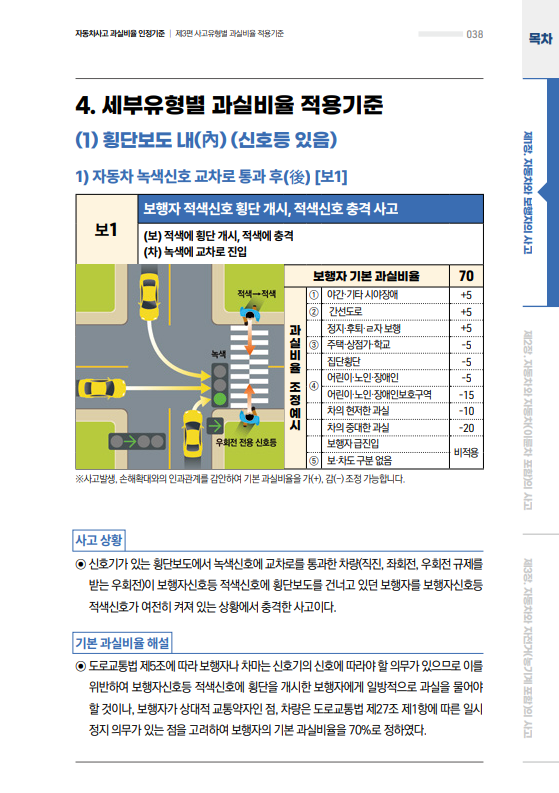 자동차사고 과실비율 인정기준 | 제3편 사고유형별 과실비율 적용기준
038
목차
4. 세부유형별 과실비율 적용기준
(1) 횡단보도 내(內) (신호등 있음)
1) 자동차 녹색신호 교차로 통과 후(後) [보1]
보1
보행자 적색신호 횡단 개시, 적색신호 충격 사고
(보) 적색에 횡단 개시, 적색에 충격
(차) 녹색에 교차로 진입
적색→적색
녹색
우회전 전용 신호등
과실비율 조정예시
보행자 기본 과실비율 70
① 야간·기타 시야장애 +5
② 간선도로 +5
정지·후퇴·ㄹ자 보행 +5
③ 주택·상점가·학교 -5
집단횡단 -5
④ 어린이·노인·장애인 -5
어린이·노인·장애인보호구역 -15
차의 현저한 과실 -10
차의 중대한 과실 -20
보행자 급진입 비적용
⑤ 보·차도 구분 없음
※사고발생, 손해확대와의 인과관계를 감안하여 기본 과실비율을 가(+), 감(-) 조정 가능합니다.
사고 상황
◉ 신호기가 있는 횡단보도에서 녹색신호에 교차로를 통과한 차량(직진, 좌회전, 우회전 규제를
받는 우회전)이 보행자신호등 적색신호에 횡단보도를 건너고 있던 보행자를 보행자신호등
적색신호가 여전히 켜져 있는 상황에서 충격한 사고이다.
기본 과실비율 해설
◉ 도로교통법 제5조에 따라 보행자나 차마는 신호기의 신호에 따라야 할 의무가 있으므로 이를
위반하여 보행자신호등 적색신호에 횡단을 개시한 보행자에게 일방적으로 과실을 물어야
할 것이나, 보행자가 상대적 교통약자인 점, 차량은 도로교통법 제27조 제1항에 따른 일시
정지 의무가 있는 점을 고려하여 보행자의 기본 과실비율을 70%로 정하였다.
제1장. 자동차와 보행자의 사고
제2장. 자동차와 자동차(이륜차 포함)의 사고
제3장. 자동차와 자전거(농기계 포함)의 사고